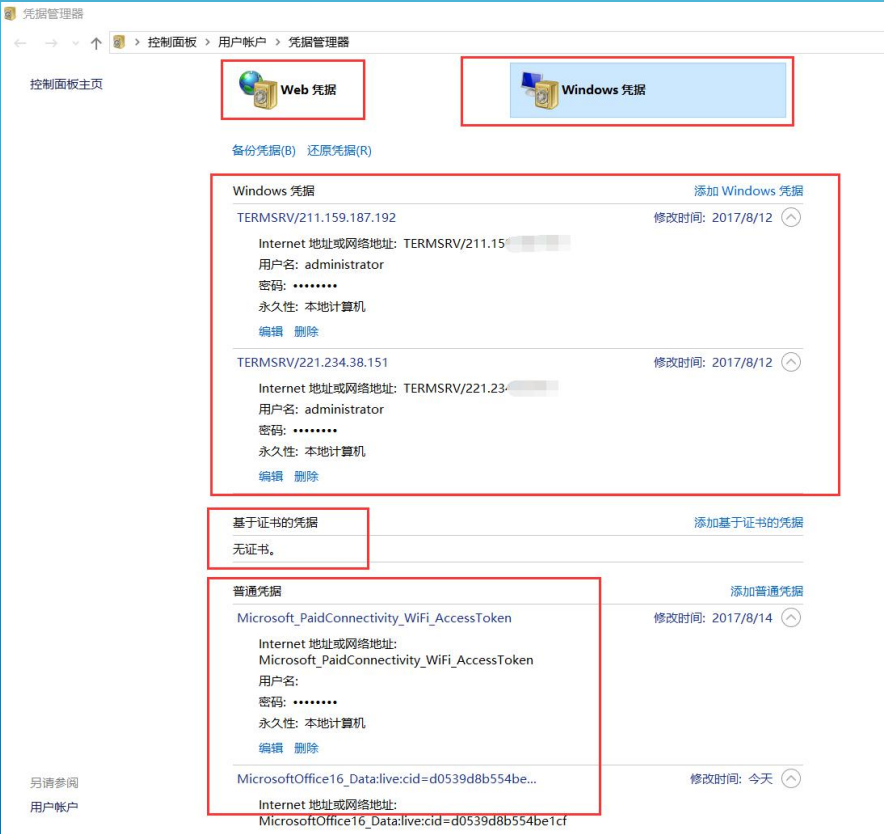 凭据管理器
控制面板 > 用户帐户 > 凭据管理器
控制面板主页
Web 凭据
Windows 凭据
备份凭据(B) 还原凭据(R)
Windows 凭据 添加 Windows 凭据
TERMSRV/211.159.187.192 修改时间: 2017/8/12
Internet 地址或网络地址: TERMSRV/211.15
用户名: administrator
密码: ••••••••
永久性: 本地计算机
编辑 删除
TERMSRV/221.234.38.151 修改时间: 2017/8/12
Internet 地址或网络地址: TERMSRV/221.234
用户名: administrator
密码: ••••••••
永久性: 本地计算机
编辑 删除
基于证书的凭据 添加基于证书的凭据
无证书。
普通凭据 添加普通凭据
Microsoft_PaidConnectivity_WiFi_AccessToken 修改时间: 2017/8/14
Internet 地址或网络地址:
Microsoft_PaidConnectivity_WiFi_AccessToken
用户名:
密码: ••••••••
永久性: 本地计算机
编辑 删除
MicrosoftOffice16_Data:live:cid=d0539d8b554be... 修改时间: 今天
Internet 地址或网络地址:
MicrosoftOffice16_Data:live:cid=d0539d8b554be1cf
另请参阅
用户帐户